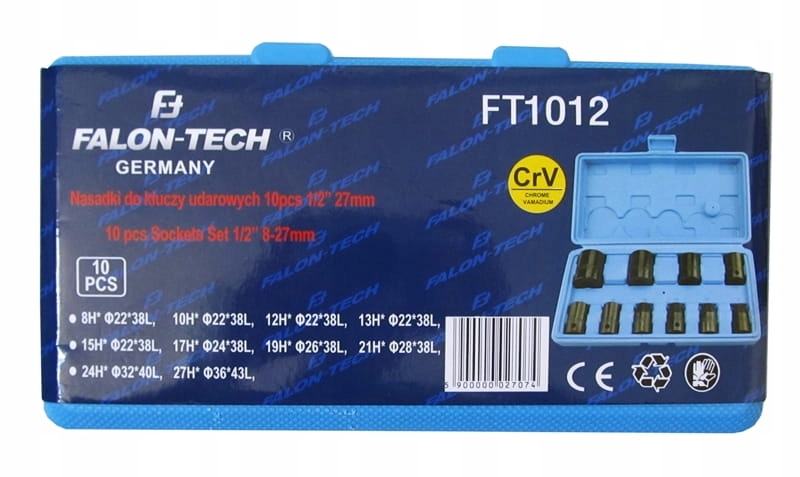 FALON-TECH ®
GERMANY
FT1012
Nasadki do kluczy udarowych 10pcs 1/2" 27mm
10 pcs Sockets Set 1/2" 8-27mm
CrV
CHROME
VANADIUM
10
PCS
• 8H* Φ22*38L, 10H* Φ22*38L, 12H* Φ22*38L, 13H* Φ22*38L,
• 15H* Φ22*38L, 17H* Φ24*38L, 19H* Φ26*38L, 21H* Φ28*38L,
• 24H* Φ32*40L, 27H* Φ36*43L,
5 900000 027074
CE
FALON-TECH